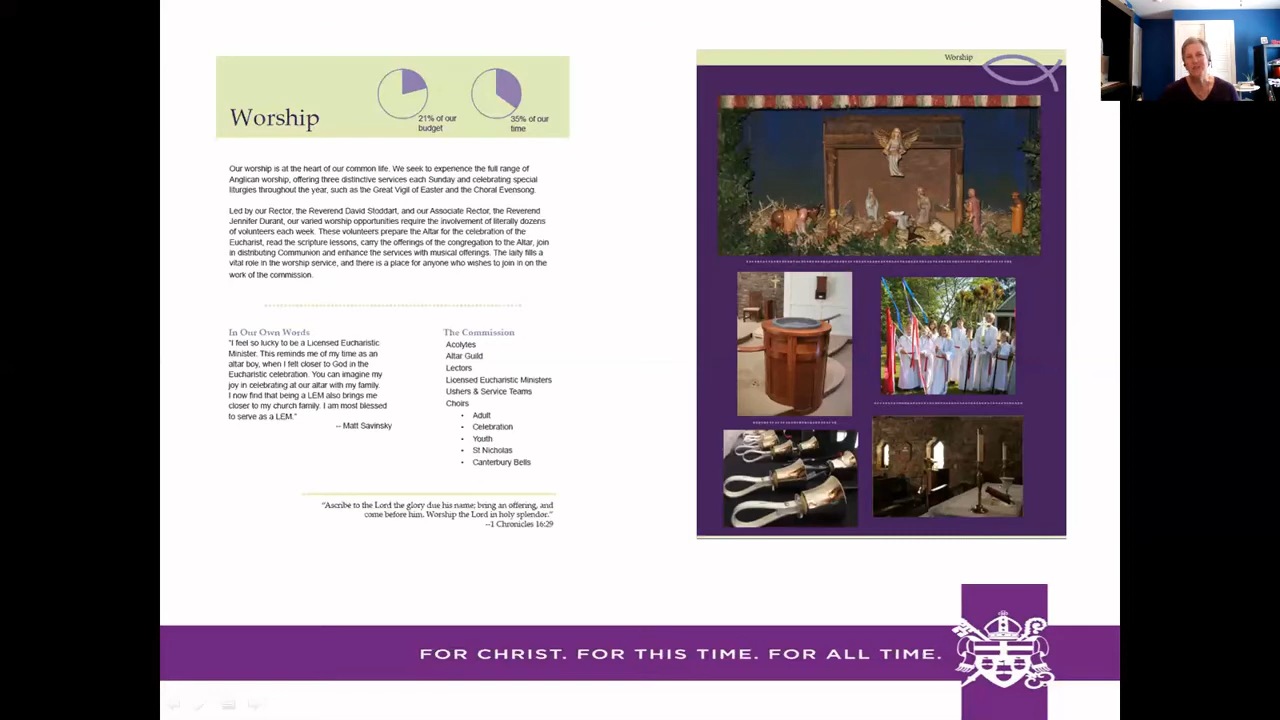 Worship
21% of our
budget
35% of our
time
Our worship is at the heart of our common life. We seek to experience the full range of
Anglican worship, offering three distinctive services each Sunday and celebrating special
liturgies throughout the year, such as the Great Vigil of Easter and the Choral Evensong.
Led by our Rector, the Reverend David Stoddart, and our Associate Rector, the Reverend
Jennifer Durant, our varied worship opportunities require the involvement of literally dozens
of volunteers each week. These volunteers prepare the Altar for the celebration of the
Eucharist, read the scripture lessons, carry the offerings of the congregation to the Altar, join
in distributing Communion and enhance the services with musical offerings. The laity fills a
vital role in the worship service, and there is a place for anyone who wishes to join in on the
work of the commission.
In Our Own Words
"I feel so lucky to be a Licensed Eucharistic
Minister. This reminds me of my time as an
altar boy, when I felt closer to God in the
Eucharistic celebration. You can imagine my
joy in celebrating at our altar with my family.
I now find that being a LEM also brings me
closer to my church family. I am most blessed
to serve as a LEM."
-- Matt Savinsky
The Commission
Acolytes
Altar Guild
Lectors
Licensed Eucharistic Ministers
Ushers & Service Teams
Choirs
• Adult
• Celebration
• Youth
• St Nicholas
• Canterbury Bells
"Ascribe to the Lord the glory due his name; bring an offering, and
come before him. Worship the Lord in holy splendor."
--1 Chronicles 16:29
Worship
FOR CHRIST. FOR THIS TIME. FOR ALL TIME.